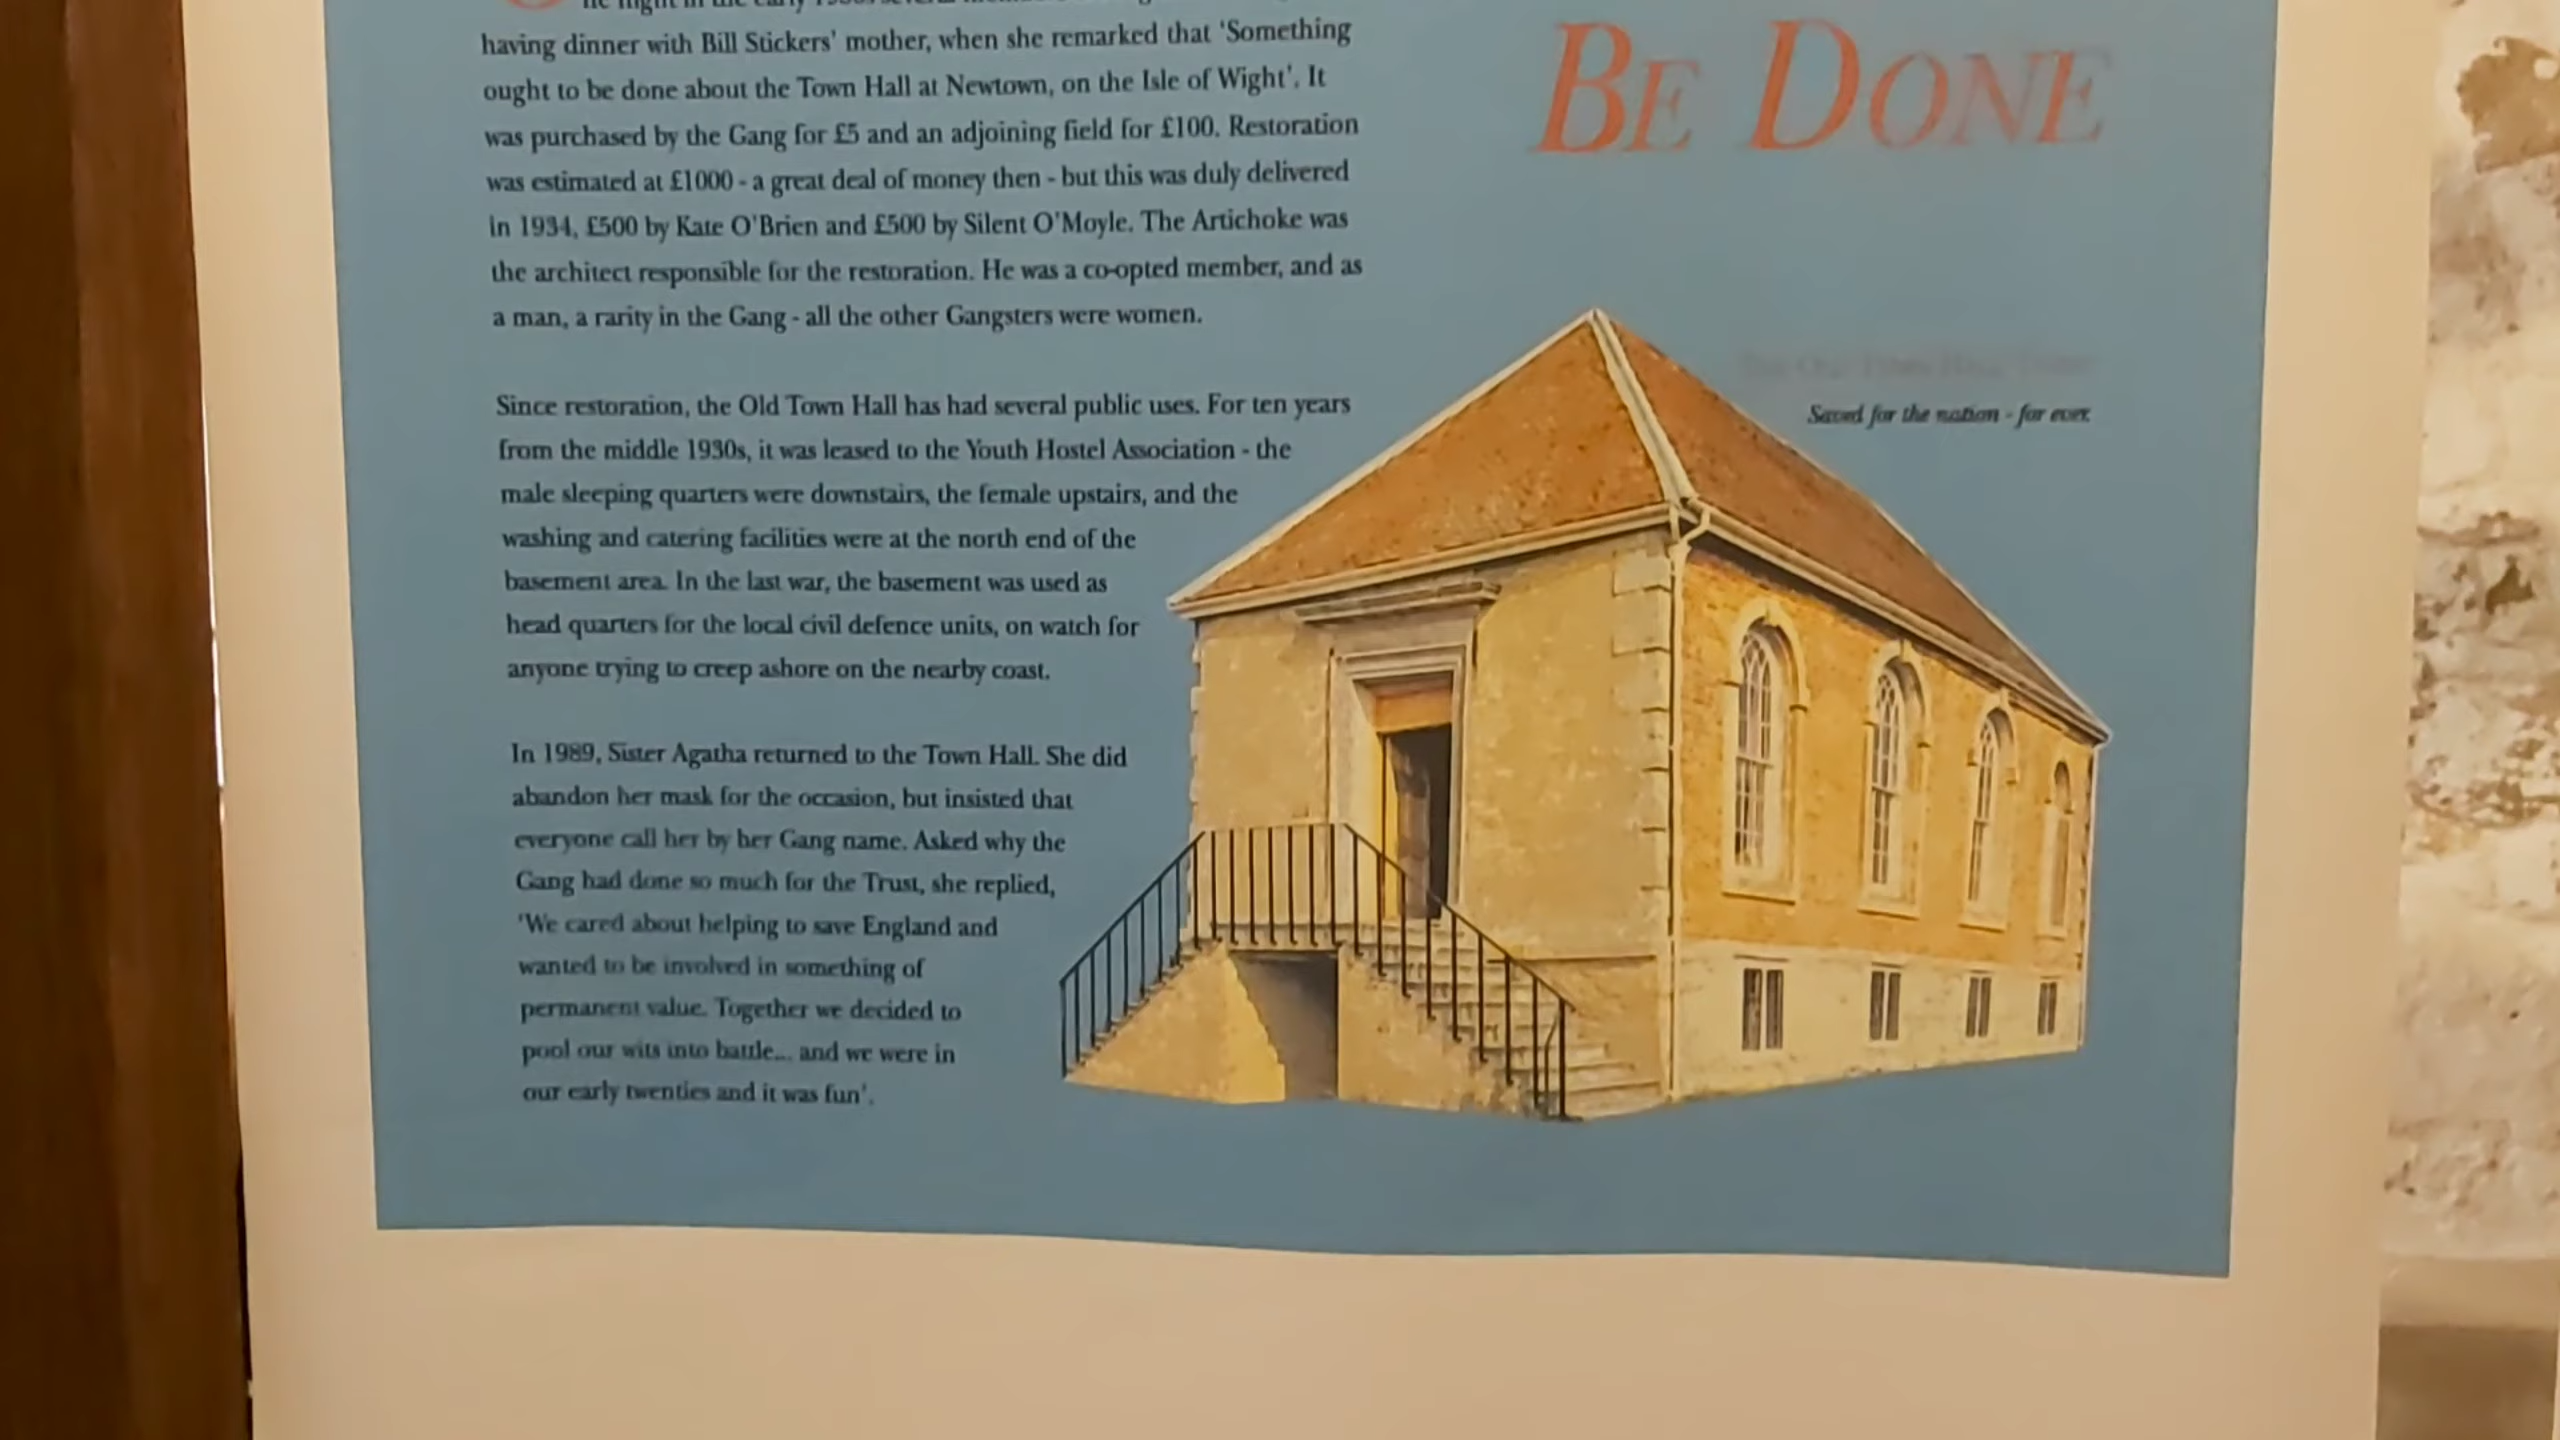 having dinner with Bill Stickers' mother, when she remarked that 'Something
ought to be done about the Town Hall at Newtown, on the Isle of Wight'. It
was purchased by the Gang for £5 and an adjoining field for £100. Restoration
was estimated at £1000 - a great deal of money then - but this was duly delivered
in 1934, £500 by Kate O'Brien and £500 by Silent O'Moyle. The Artichoke was
the architect responsible for the restoration. He was a co-opted member, and as
a man, a rarity in the Gang - all the other Gangsters were women.
Since restoration, the Old Town Hall has had several public uses. For ten years
from the middle 1930s, it was leased to the Youth Hostel Association - the
male sleeping quarters were downstairs, the female upstairs, and the
washing and catering facilities were at the north end of the
basement area. In the last war, the basement was used as
head quarters for the local civil defence units, on watch for
anyone trying to creep ashore on the nearby coast.
In 1989, Sister Agatha returned to the Town Hall. She did
abandon her mask for the occasion, but insisted that
everyone call her by her Gang name. Asked why the
Gang had done so much for the Trust, she replied,
'We cared about helping to save England and
wanted to be involved in something of
permanent value. Together we decided to
pool our wits into battle... and we were in
our early twenties and it was fun'.
BE DONE
Saved for the nation - for ever.